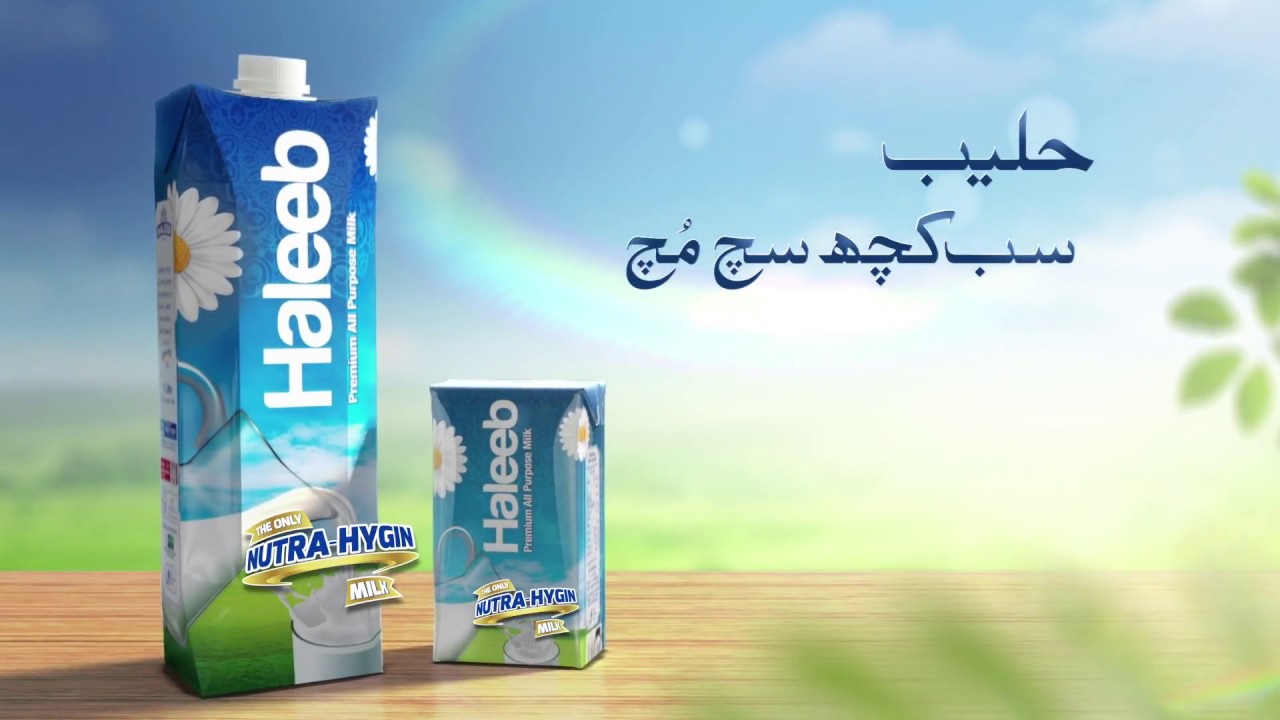 حلیب
سب کچھ سچ مُچ
Haleeb
Premium All Purpose Milk
THE ONLY
NUTRA-HYGIN
MILK
Haleeb
Premium All Purpose Milk
THE ONLY
NUTRA-HYGIN
MILK